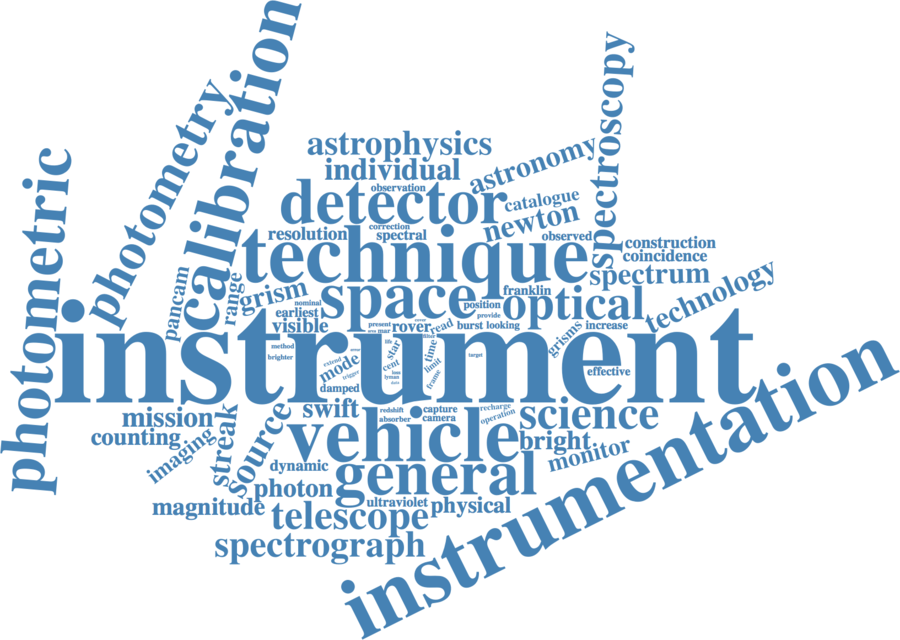 calibration
photometry
spectroscopy
photometric
astrophysics
astronomy
individual
observation
detector
catalogue
newton
correction
resolution
spectral
observed
technique
construction
coincidence
pancam
range
grism
spectrum
technology
space
franklin
optical
nominal
position
earliest
provide
visible
present
rover
read
burst
looking
grisms
increase
instrument
method
brighter
star
time
mode
extend
trigger
cent
limit
frame
lyman
target
effective
damped
mission
counting
imaging
streak
source
swift
redshift
absorber
capture
camera
recharge
operation
science
vehicle
bright
monitor
dynamic
general
photon
magnitude
ultraviolet
physical
telescope
spectrograph
instrumentation